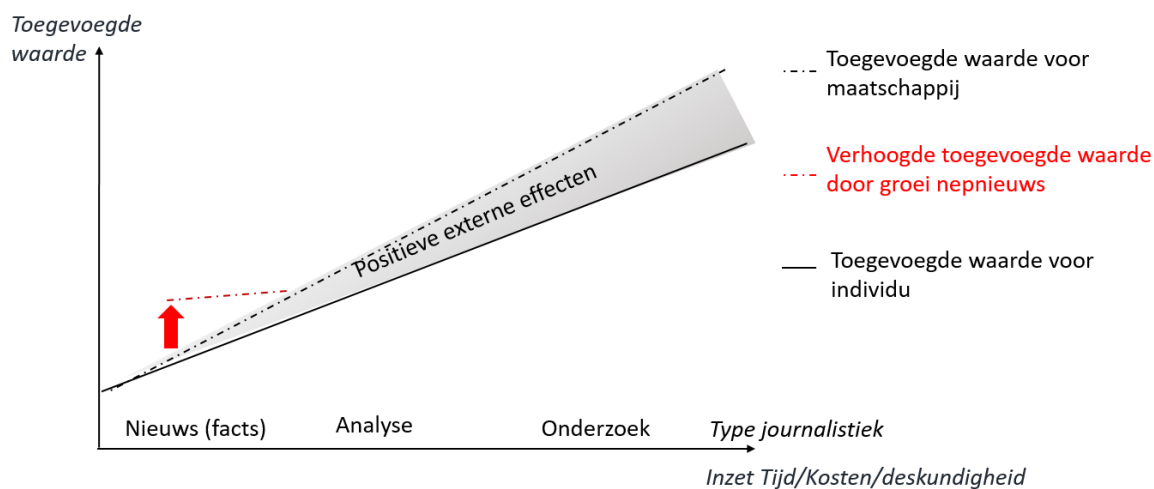 Toegevoegde
waarde
Toegevoegde waarde voor
maatschappij
Verhoogde toegevoegde waarde
door groei nepnieuws
Toegevoegde waarde voor
individu
Positieve externe effecten
Nieuws (facts)
Analyse
Onderzoek
Type journalistiek
Inzet Tijd/Kosten/deskundigheid